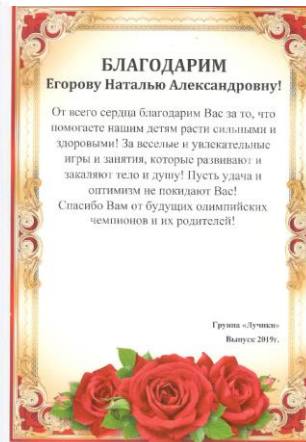 БЛАГОДАРИМ
Егорову Наталью Александровну!
От всего сердца благодарим Вас за то, что
помогаете нашим детям расти сильными и
здоровыми! За веселые и увлекательные
игры и занятия, которые развивают и
закаляют тело и душу! Пусть удача и
оптимизм не покидают Вас!
Спасибо Вам от будущих олимпийских
чемпионов и их родителей!
Группа «Лучики»
Выпуск 2019г.